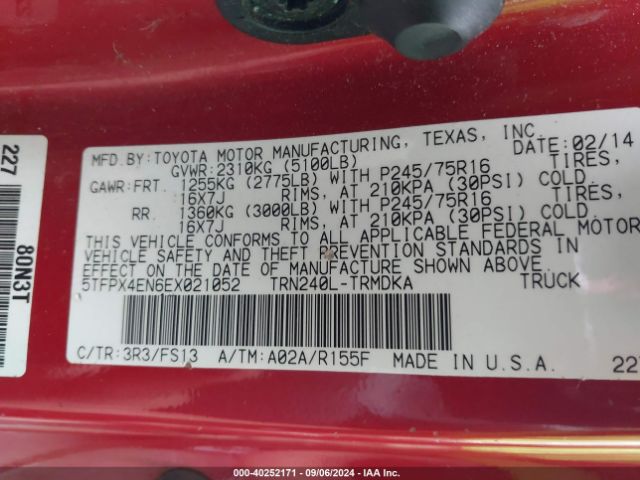 MFD.BY:TOYOTA MOTOR MANUFACTURING, TEXAS, INC.
GVWR:2310KG (5100LB) DATE:02/14
GAWR:FRT. 1255KG (2775LB) WITH P245/75R16 TIRES,
16X7J RIMS, AT 210KPA (30PSI) COLD
RR. 1360KG (3000LB) WITH P245/75R16 TIRES,
16X7J RIMS, AT 210KPA (30PSI) COLD
THIS VEHICLE CONFORMS TO ALL APPLICABLE FEDERAL MOTOR
VEHICLE SAFETY AND THEFT PREVENTION STANDARDS IN
EFFECT ON THE DATE OF MANUFACTURE SHOWN ABOVE.
5TFPX4EN6EX021052 TRN240L-TRMDKA TRUCK
C/TR:3R3/FS13 A/TM:A02A/R155F MADE IN U.S.A. 227
227
80N3T
000-40252171 - 09/06/2024 - IAA Inc.